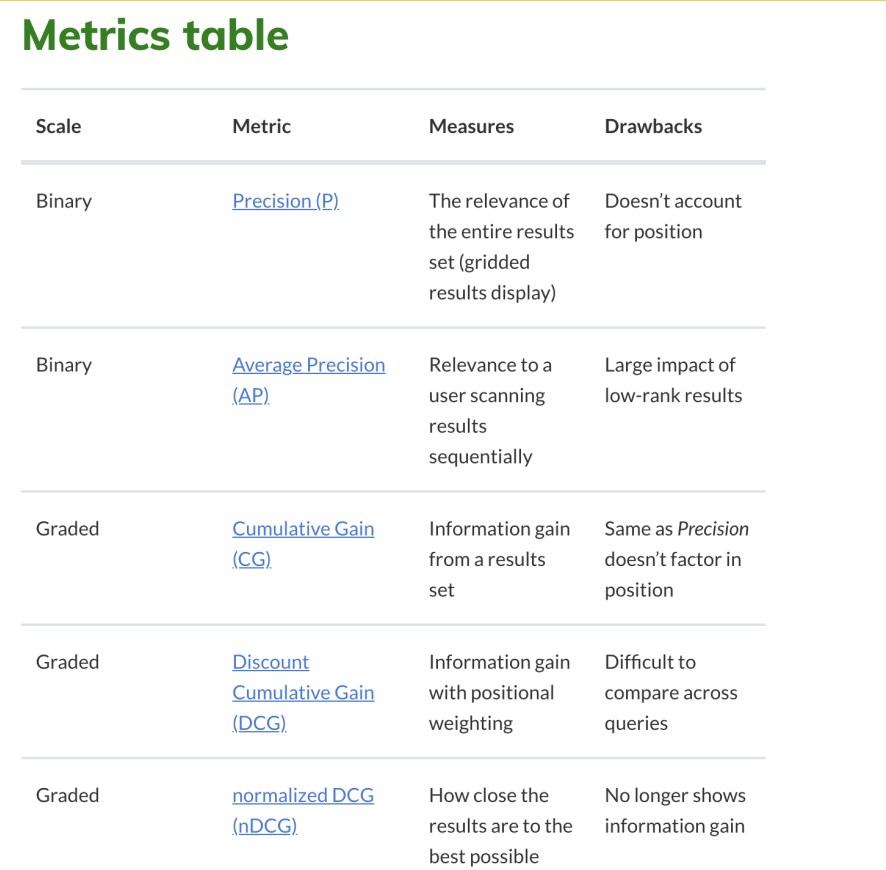 Metrics table
Scale Metric Measures Drawbacks
Binary Precision (P) The relevance of Doesn’t account
the entire results for position
set (gridded
results display)
Binary Average Precision Relevance to a Large impact of
(AP) user scanning low-rank results
results
sequentially
Graded Cumulative Gain Information gain Same as Precision
(CG) from a results doesn’t factor in
set position
Graded Discount Information gain Difficult to
Cumulative Gain with positional compare across
(DCG) weighting queries
Graded normalized DCG How close the No longer shows
(nDCG) results are to the information gain
best possible